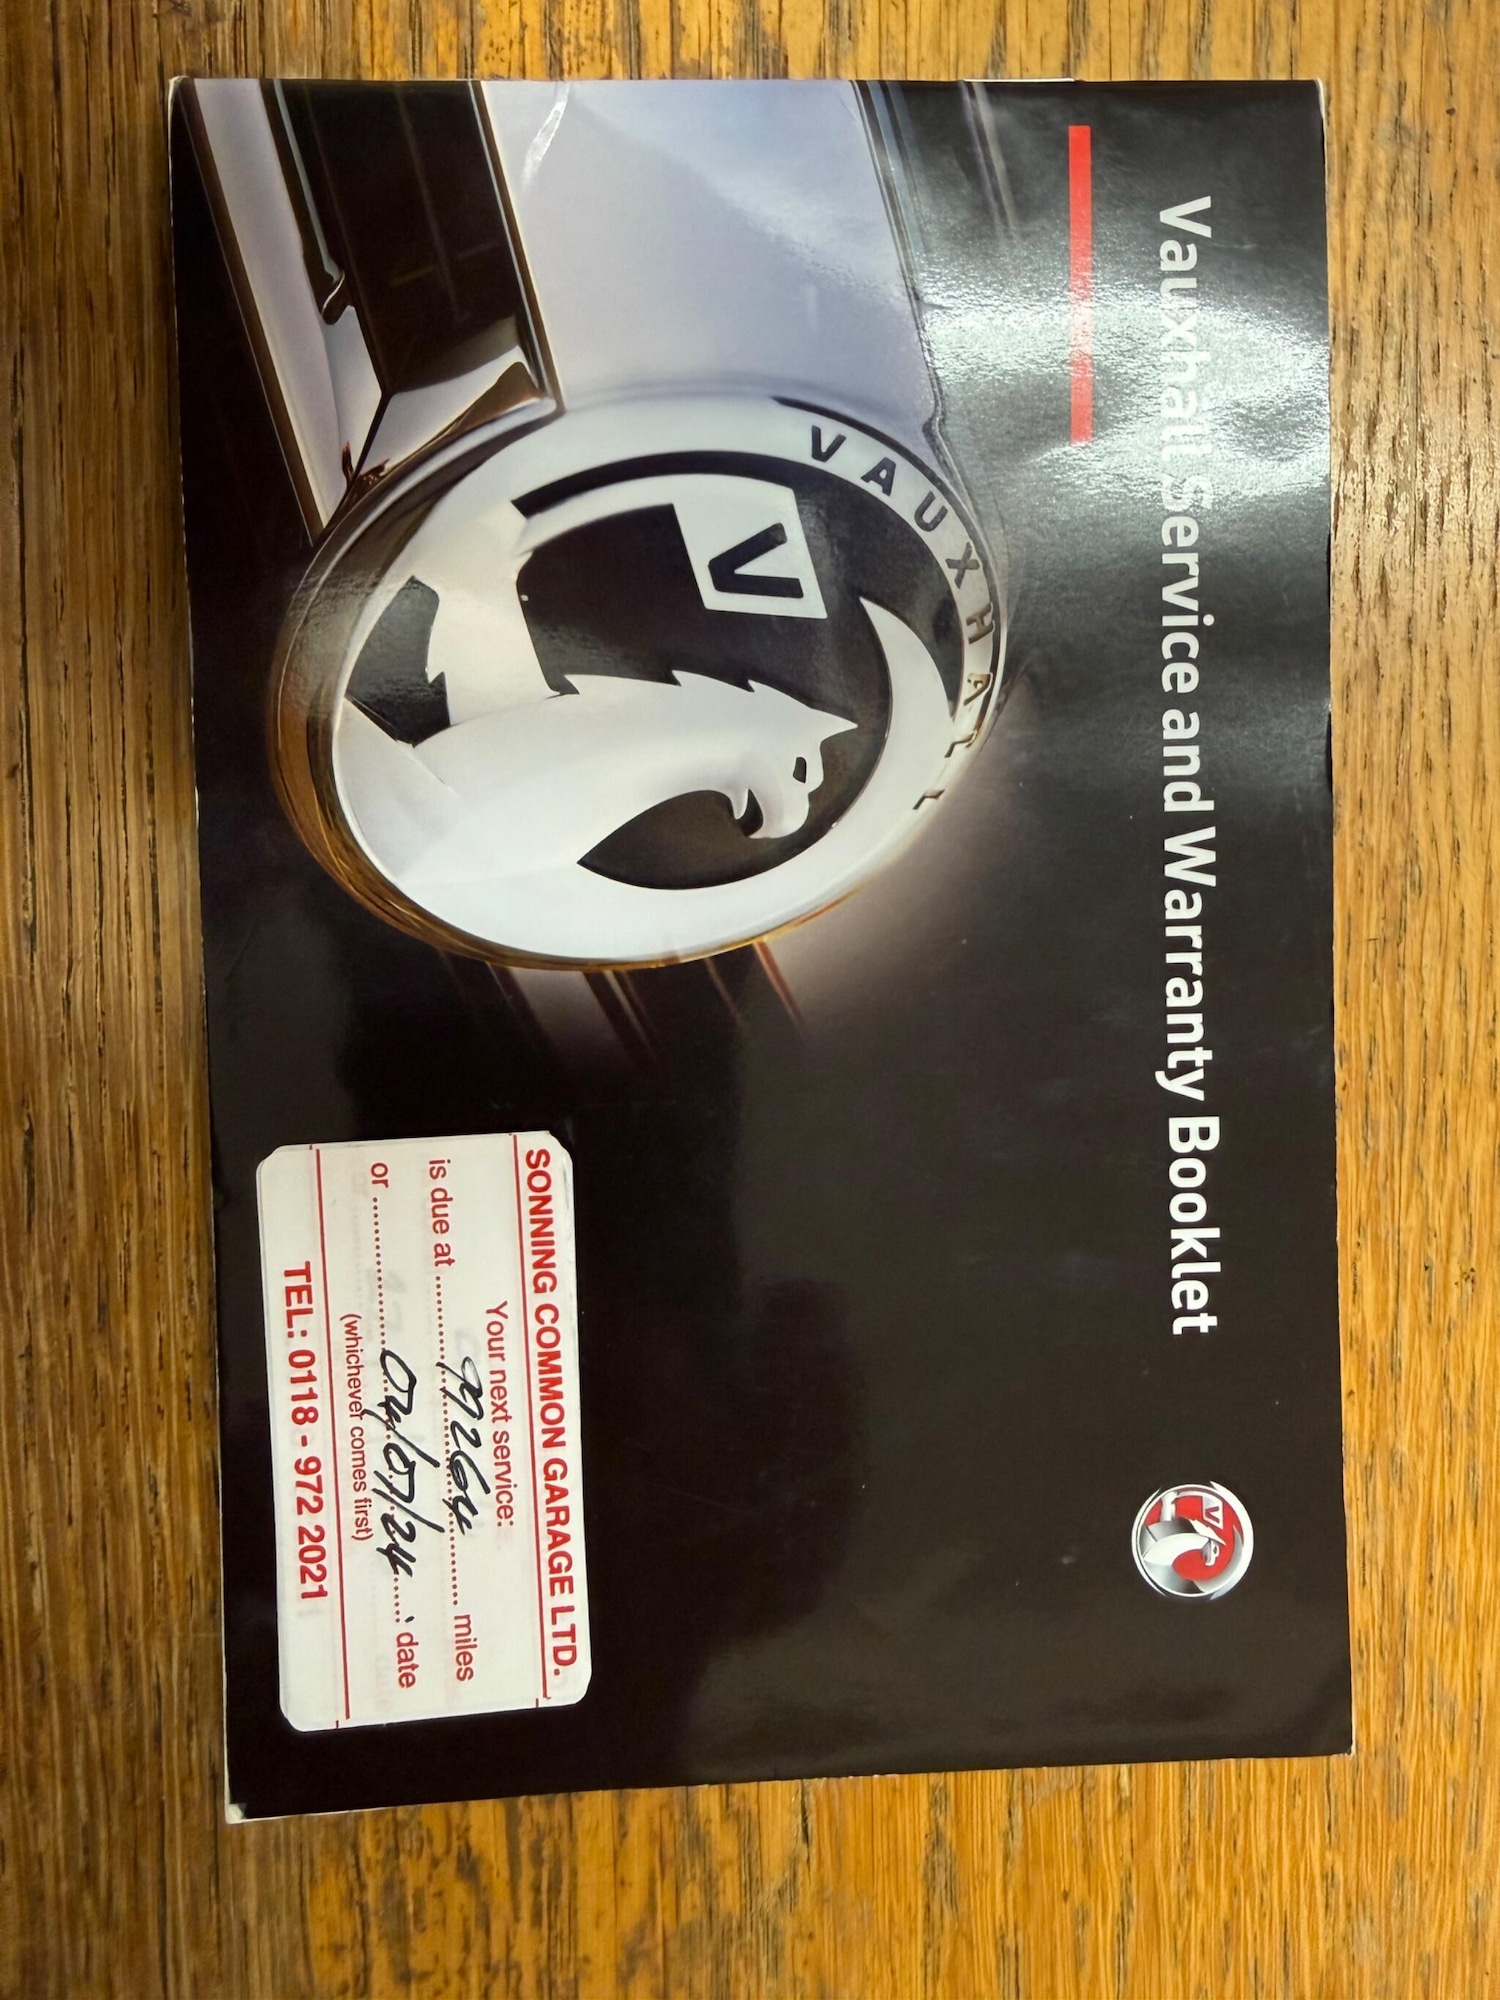 Vauxhall Service and Warranty Booklet
VAUXHALL
V
SONNING COMMON GARAGE LTD.
Your next service:
is due at ........ 99264 ........ miles
or ........ 04/07/24 ........ date
(whichever comes first)
TEL: 0118 - 972 2021